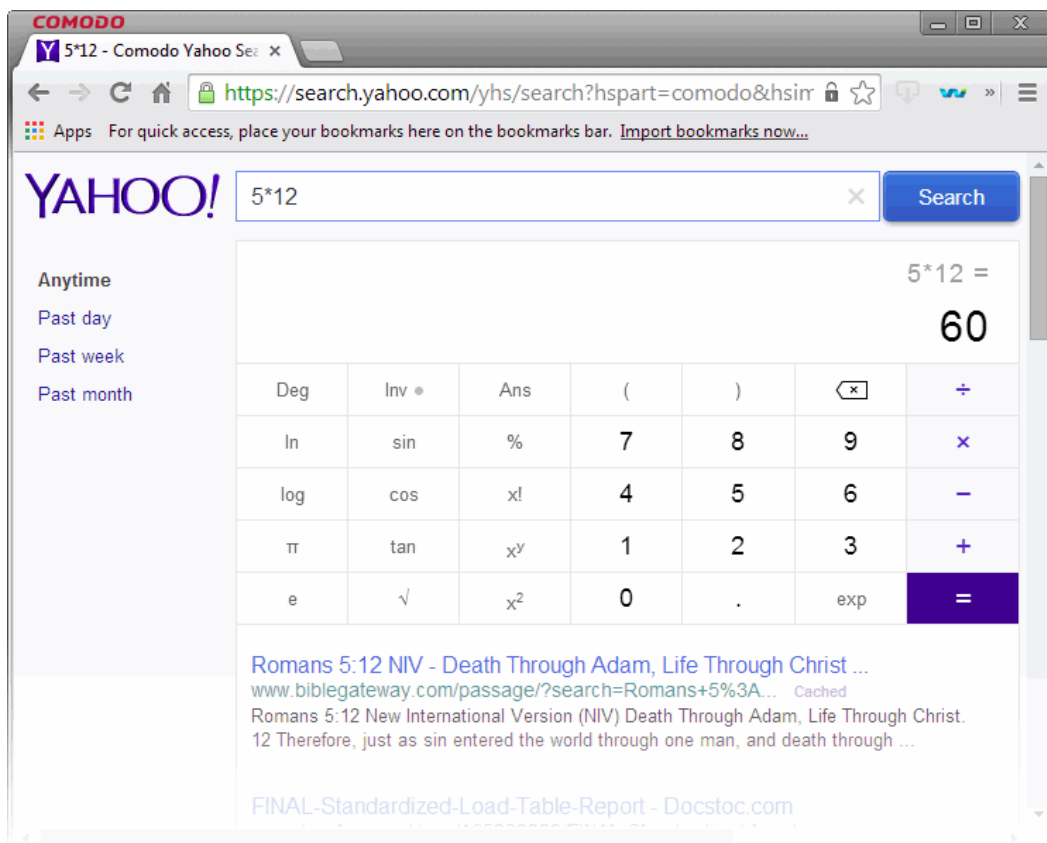 COMODO
5*12 - Comodo Yahoo Sea
https://search.yahoo.com/yhs/search?hspart=comodo&hsim
Apps For quick access, place your bookmarks here on the bookmarks bar. Import bookmarks now...
YAHOO! 5*12 Search
Anytime
Past day
Past week
Past month
5*12 =
60
Deg Inv Ans ( ) ÷
ln sin % 7 8 9 ×
log cos x! 4 5 6 −
π tan xʸ 1 2 3 +
e √ x² 0 . exp =
Romans 5:12 NIV - Death Through Adam, Life Through Christ ...
www.biblegateway.com/passage/?search=Romans+5%3A... Cached
Romans 5:12 New International Version (NIV) Death Through Adam, Life Through Christ.
12 Therefore, just as sin entered the world through one man, and death through ...
FINAL-Standardized-Load-Table-Report - Docstoc.com